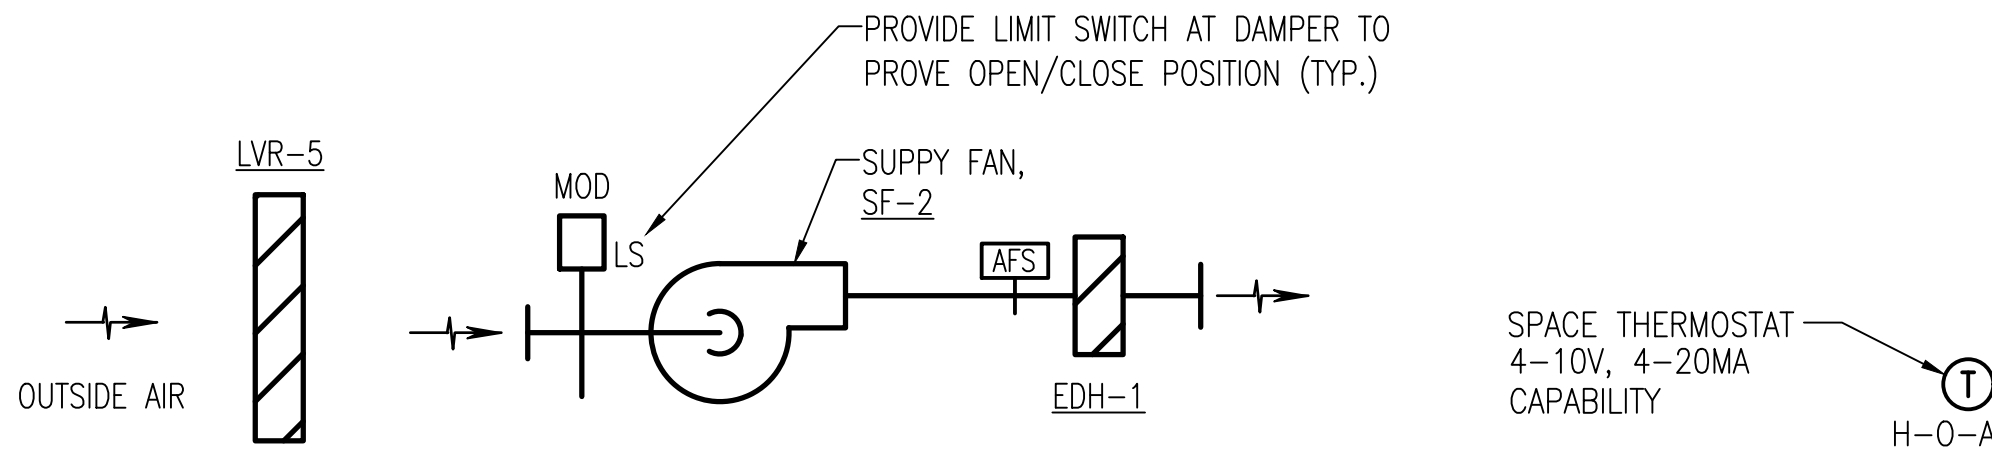 PROVIDE LIMIT SWITCH AT DAMPER TO
PROVE OPEN/CLOSE POSITION (TYP.)
LVR-5
MOD
LS
SUPPY FAN,
SF-2
AFS
EDH-1
OUTSIDE AIR
SPACE THERMOSTAT
4-10V, 4-20MA
CAPABILITY
T
H-O-A